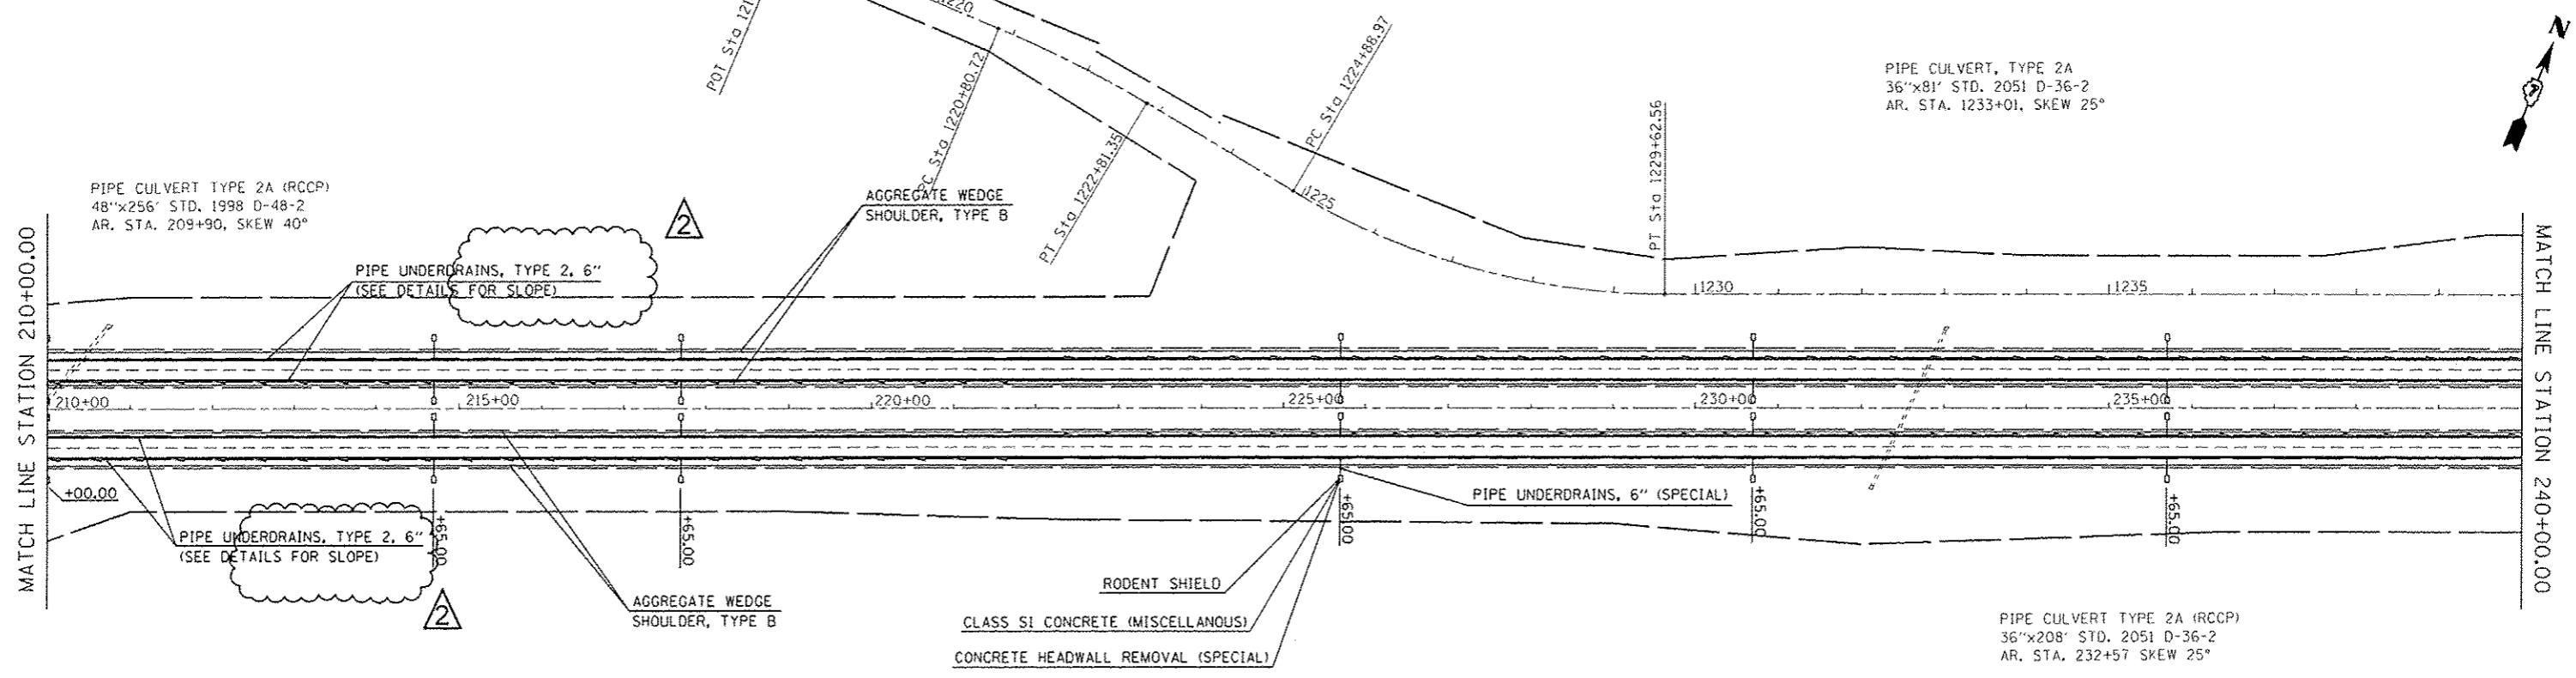 1220
POT Sta 121
PC Sta 1220+80.72
PT Sta 1222+81.35
PC Sta 1224+88.97
1225
PT Sta 1229+62.56
1230
1235
N
PIPE CULVERT, TYPE 2A
36"x81' STD. 2051 D-36-2
AR. STA. 1233+01, SKEW 25°
PIPE CULVERT TYPE 2A (RCCP)
48"x256' STD. 1998 D-48-2
AR. STA. 209+90, SKEW 40°
2
AGGREGATE WEDGE
SHOULDER, TYPE B
PIPE UNDERDRAINS, TYPE 2, 6"
(SEE DETAILS FOR SLOPE)
MATCH LINE STATION 210+00.00
MATCH LINE STATION 240+00.00
210+00
215+00
220+00
225+00
230+00
235+00
+00.00
+65.00
+65.00
+65.00
+65.00
+65.00
PIPE UNDERDRAINS, 6" (SPECIAL)
PIPE UNDERDRAINS, TYPE 2, 6"
(SEE DETAILS FOR SLOPE)
2
AGGREGATE WEDGE
SHOULDER, TYPE B
RODENT SHIELD
CLASS SI CONCRETE (MISCELLANOUS)
CONCRETE HEADWALL REMOVAL (SPECIAL)
PIPE CULVERT TYPE 2A (RCCP)
36"x208' STD. 2051 D-36-2
AR. STA. 232+57 SKEW 25°